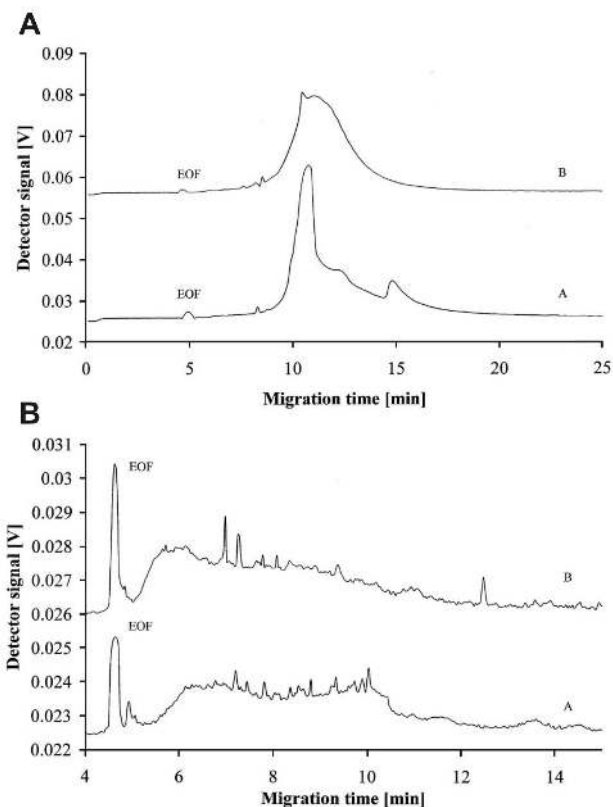 A
Detector signal [V]
0.1
0.09
0.08
0.07
0.06
0.05
0.04
0.03
0.02
EOF
B
EOF
A
0 5 10 15 20 25
Migration time [min]
B
Detector signal [V]
0.031
0.03
0.029
0.028
0.027
0.026
0.025
0.024
0.023
0.022
EOF
B
EOF
A
4 6 8 10 12 14
Migration time [min]